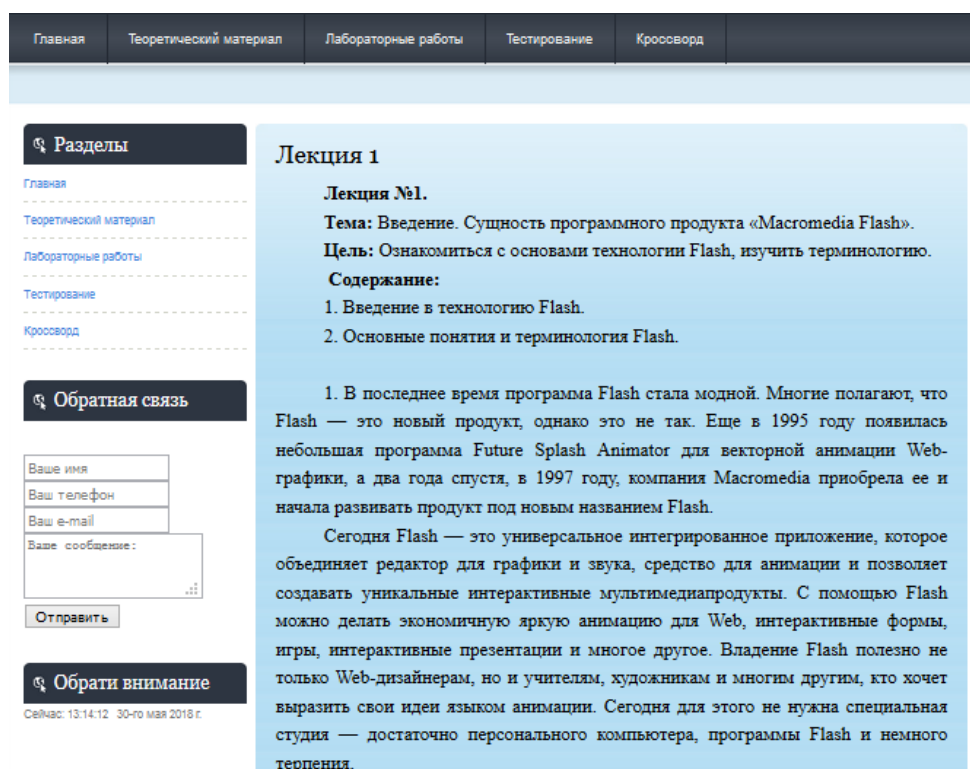 Главная Теоретический материал Лабораторные работы Тестирование Кроссворд
Разделы
Главная
Теоретический материал
Лабораторные работы
Тестирование
Кроссворд
Обратная связь
Ваше имя
Ваш телефон
Ваш e-mail
Ваше сообщение:
Отправить
Обрати внимание
Сейчас: 13:14:12 30-го мая 2018 г.
Лекция 1
Лекция №1.
Тема: Введение. Сущность программного продукта «Macromedia Flash».
Цель: Ознакомиться с основами технологии Flash, изучить терминологию.
Содержание:
1. Введение в технологию Flash.
2. Основные понятия и терминология Flash.
1. В последнее время программа Flash стала модной. Многие полагают, что
Flash — это новый продукт, однако это не так. Еще в 1995 году появилась
небольшая программа Future Splash Animator для векторной анимации Web-
графики, а два года спустя, в 1997 году, компания Macromedia приобрела ее и
начала развивать продукт под новым названием Flash.
Сегодня Flash — это универсальное интегрированное приложение, которое
объединяет редактор для графики и звука, средство для анимации и позволяет
создавать уникальные интерактивные мультимедиапродукты. С помощью Flash
можно делать экономичную яркую анимацию для Web, интерактивные формы,
игры, интерактивные презентации и многое другое. Владение Flash полезно не
только Web-дизайнерам, но и учителям, художникам и многим другим, кто хочет
выразить свои идеи языком анимации. Сегодня для этого не нужна специальная
студия — достаточно персонального компьютера, программы Flash и немного
терпения.